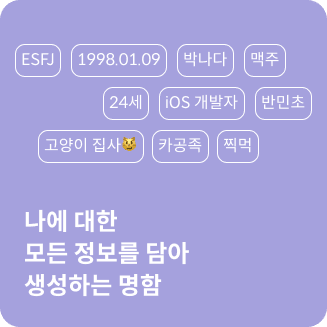 ESFJ 1998.01.09 박나다 맥주
24세 iOS 개발자 반민초
고양이 집사😼 카공족 찍먹
나에 대한
모든 정보를 담아
생성하는 명함